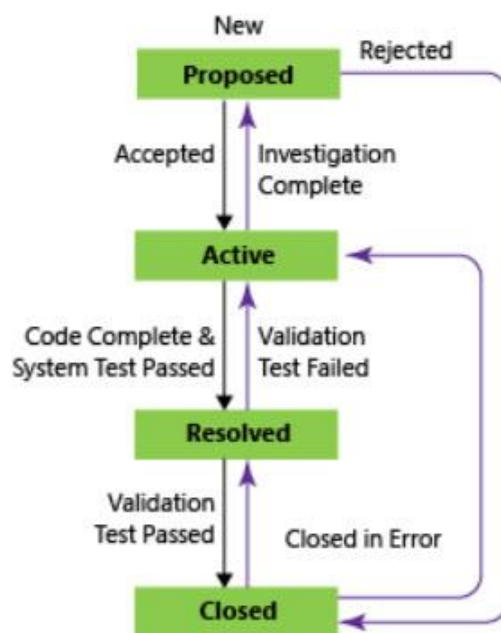 New
Proposed
Rejected
Accepted
Investigation
Complete
Active
Code Complete &
System Test Passed
Validation
Test Failed
Resolved
Validation
Test Passed
Closed in Error
Closed